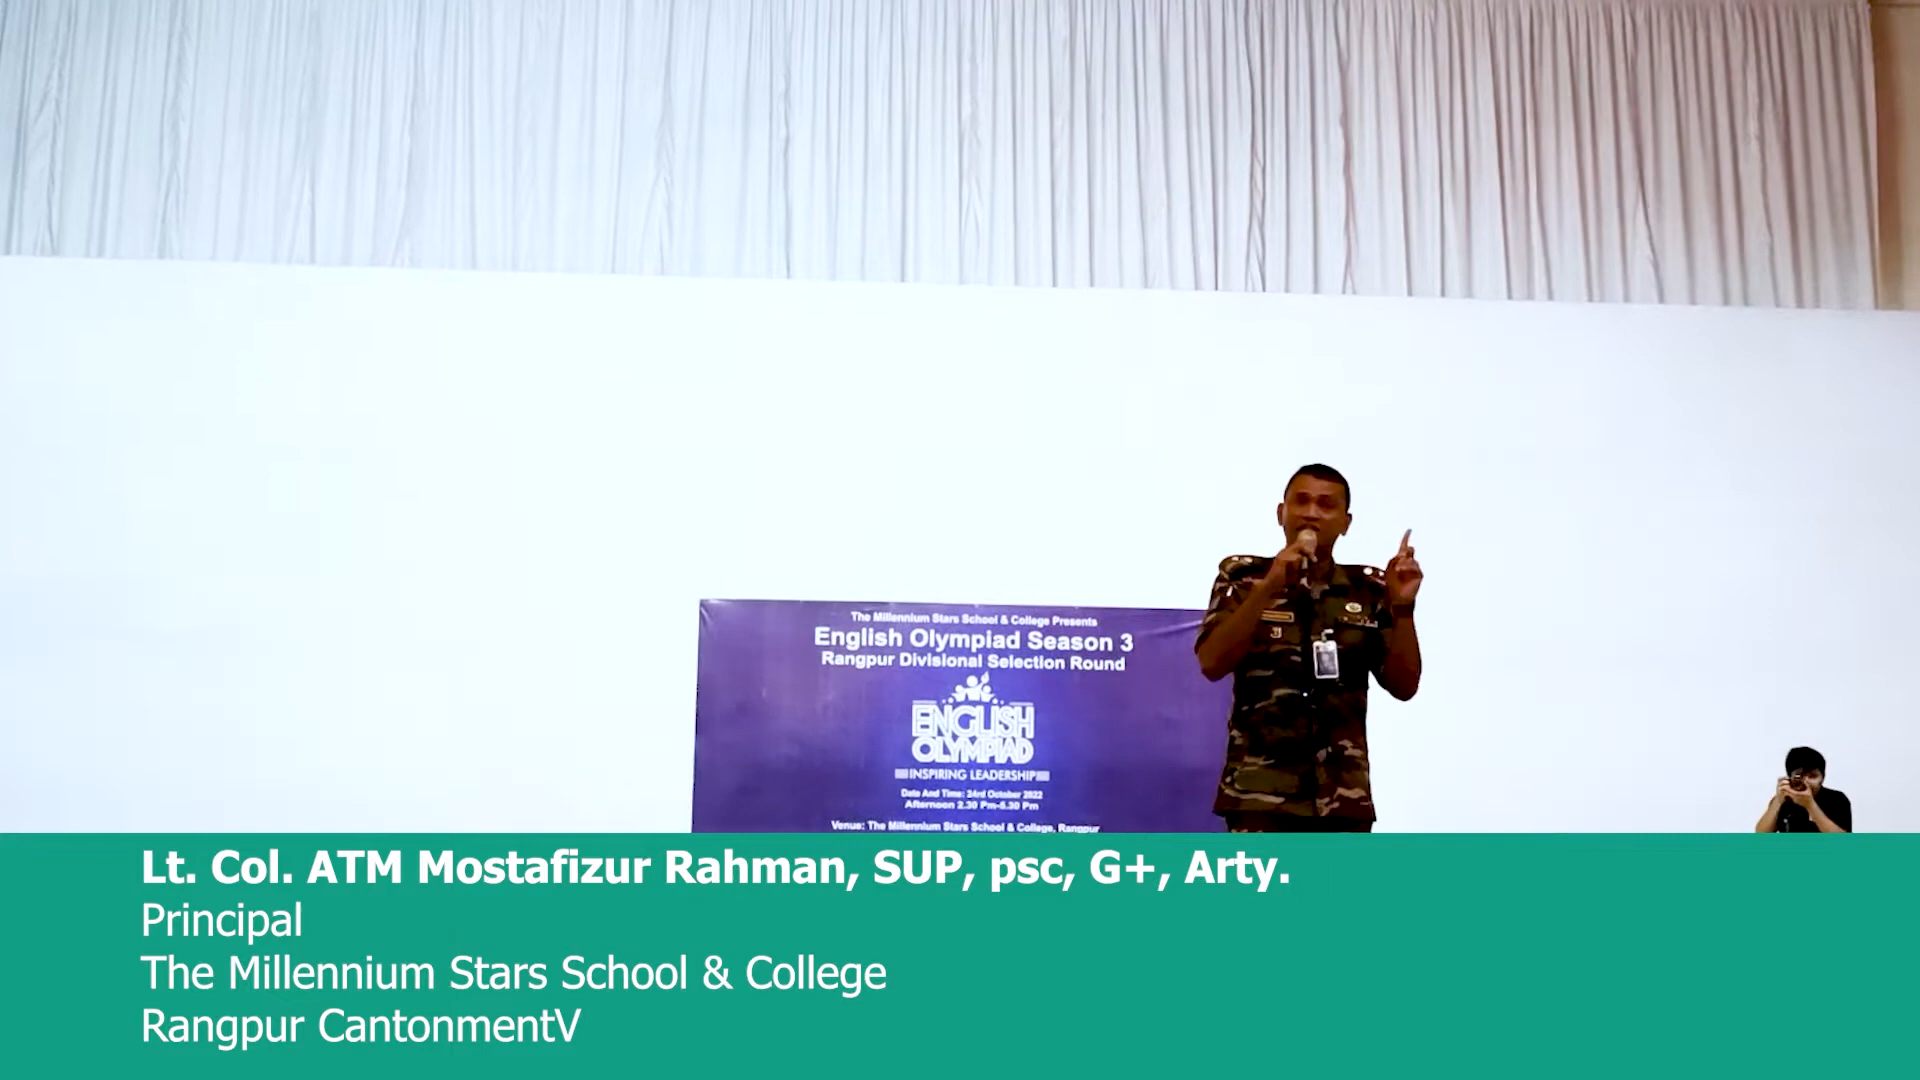 The Millennium Stars School & College Presents
English Olympiad Season 3
Rangpur Divisional Selection Round
ENGLISH
OLYMPIAD
INSPIRING LEADERSHIP
Date And Time: 24rd October 2022
Afternoon 2.30 Pm-5.30 Pm
Venue: The Millennium Stars School & College, Rangpur
Lt. Col. ATM Mostafizur Rahman, SUP, psc, G+, Arty.
Principal
The Millennium Stars School & College
Rangpur CantonmentV